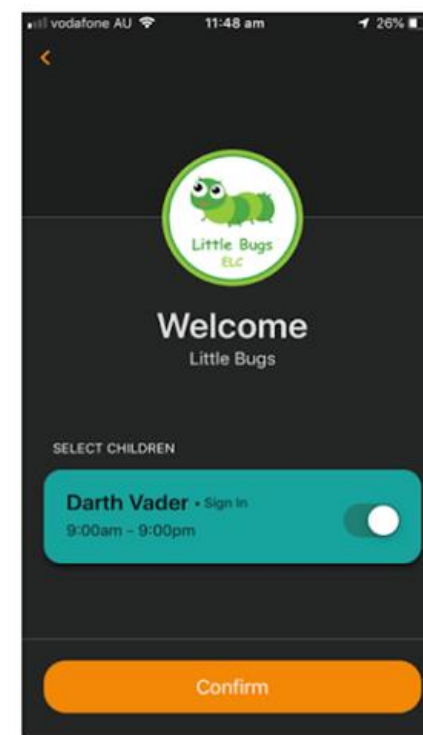 vodafone AU 11:48 am 26%
Little Bugs
ELC
Welcome
Little Bugs
SELECT CHILDREN
Darth Vader • Sign In
9:00am – 9:00pm
Confirm